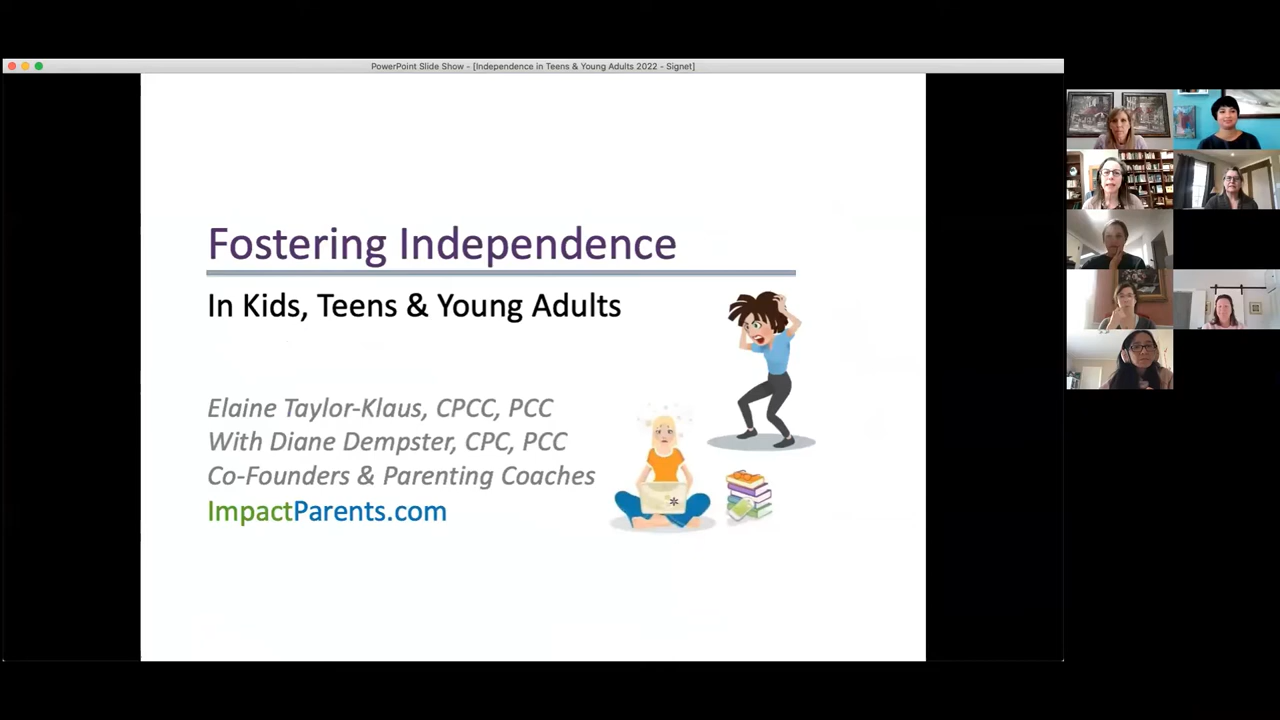 PowerPoint Slide Show - [Independence in Teens & Young Adults 2022 - Signet]
Fostering Independence
In Kids, Teens & Young Adults
Elaine Taylor-Klaus, CPCC, PCC
With Diane Dempster, CPC, PCC
Co-Founders & Parenting Coaches
ImpactParents.com